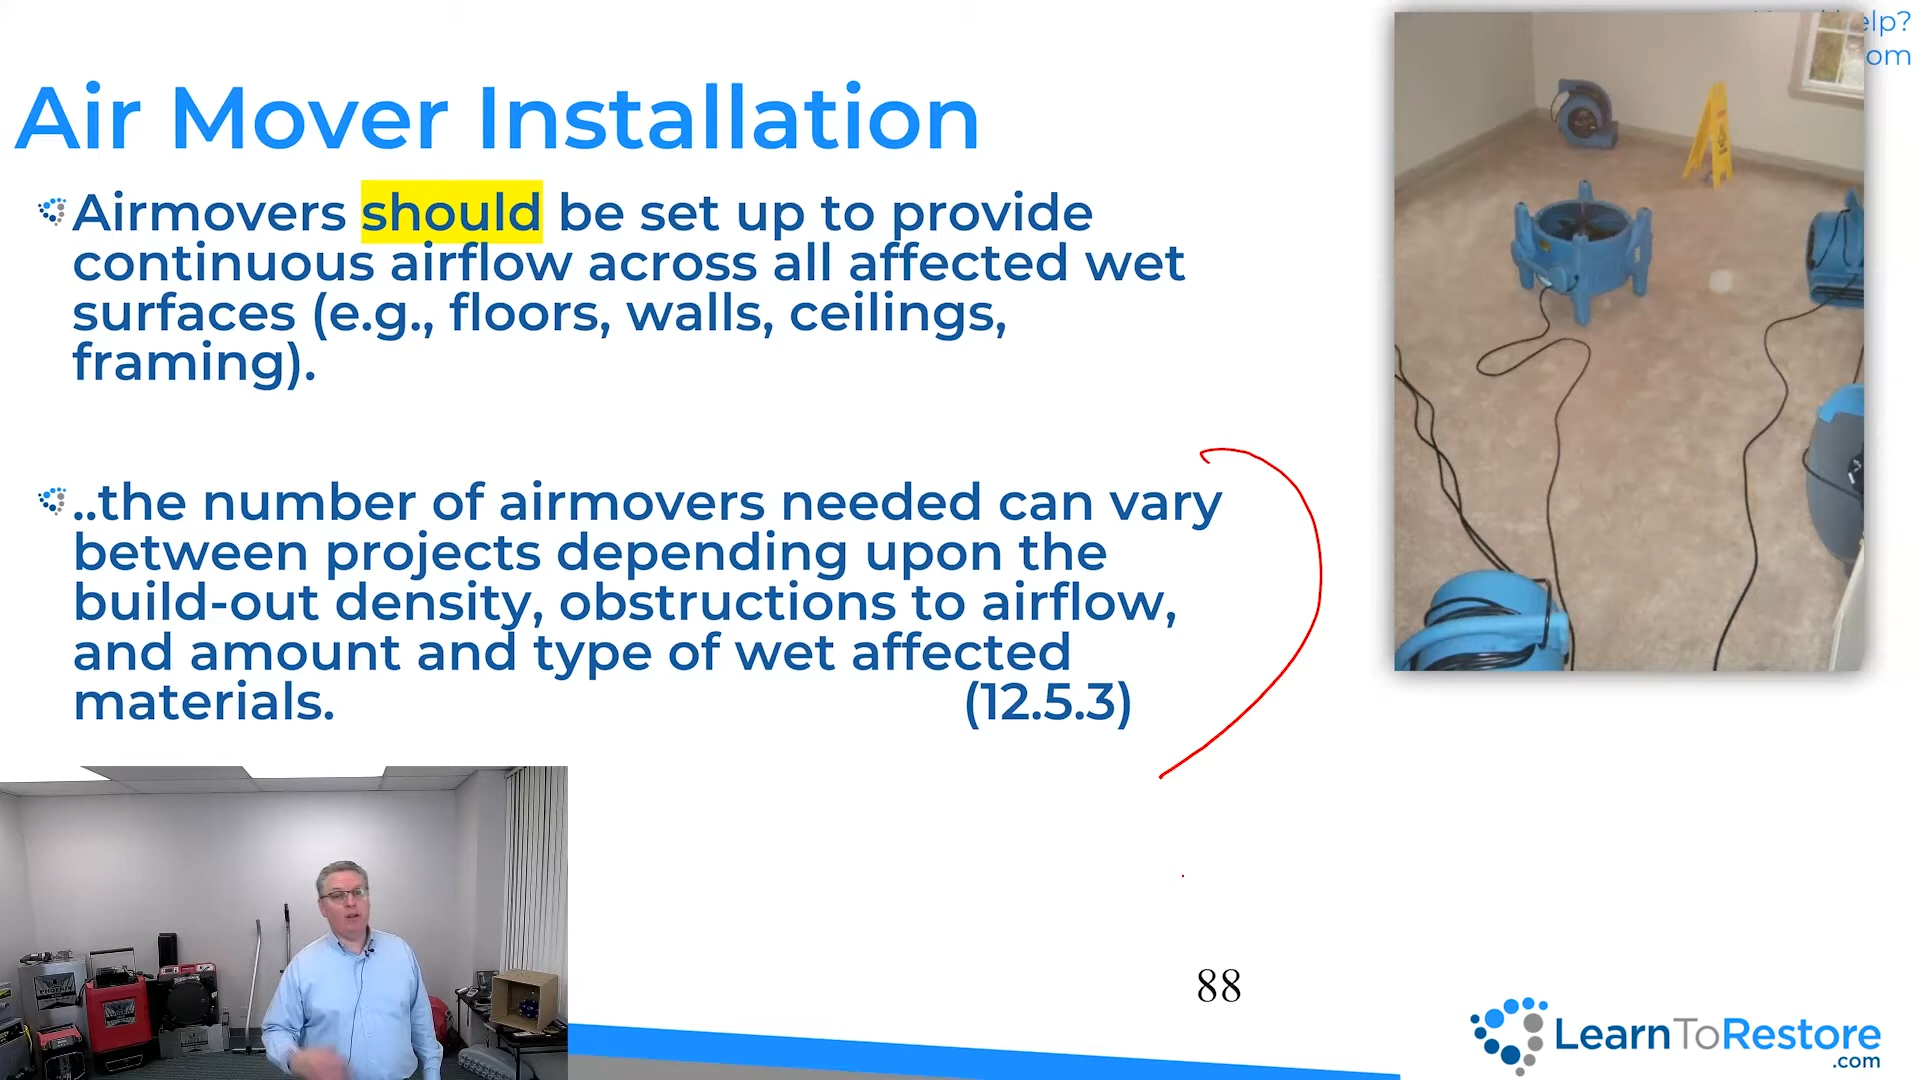 elp?
om
Air Mover Installation
Airmovers should be set up to provide
continuous airflow across all affected wet
surfaces (e.g., floors, walls, ceilings,
framing).
..the number of airmovers needed can vary
between projects depending upon the
build-out density, obstructions to airflow,
and amount and type of wet affected
materials. (12.5.3)
88
LearnToRestore
.com